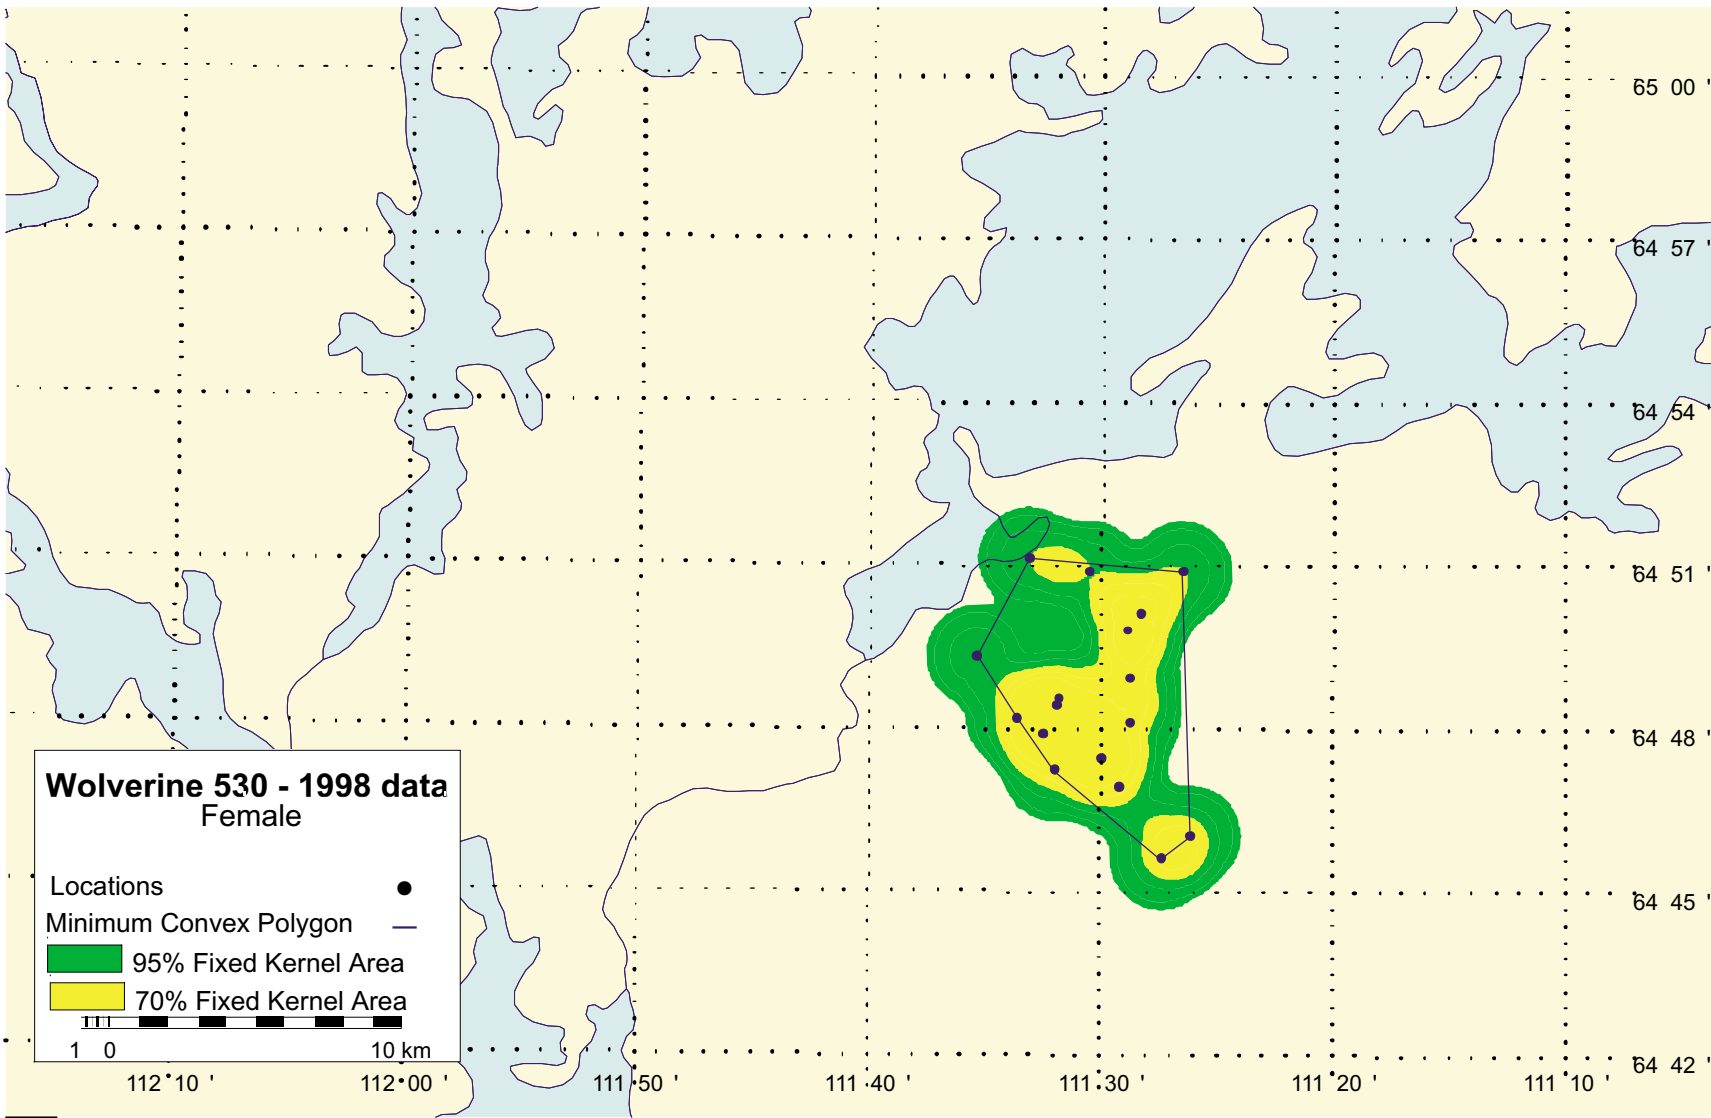 65 00 '
64 57 '
64 54 '
64 51 '
64 48 '
64 45 '
64 42 '
Wolverine 530 - 1998 data
Female
Locations
Minimum Convex Polygon
95% Fixed Kernel Area
70% Fixed Kernel Area
1 0 10 km
112 10 ' 112 00 ' 111 50 ' 111 40 ' 111 30 ' 111 20 ' 111 10 '